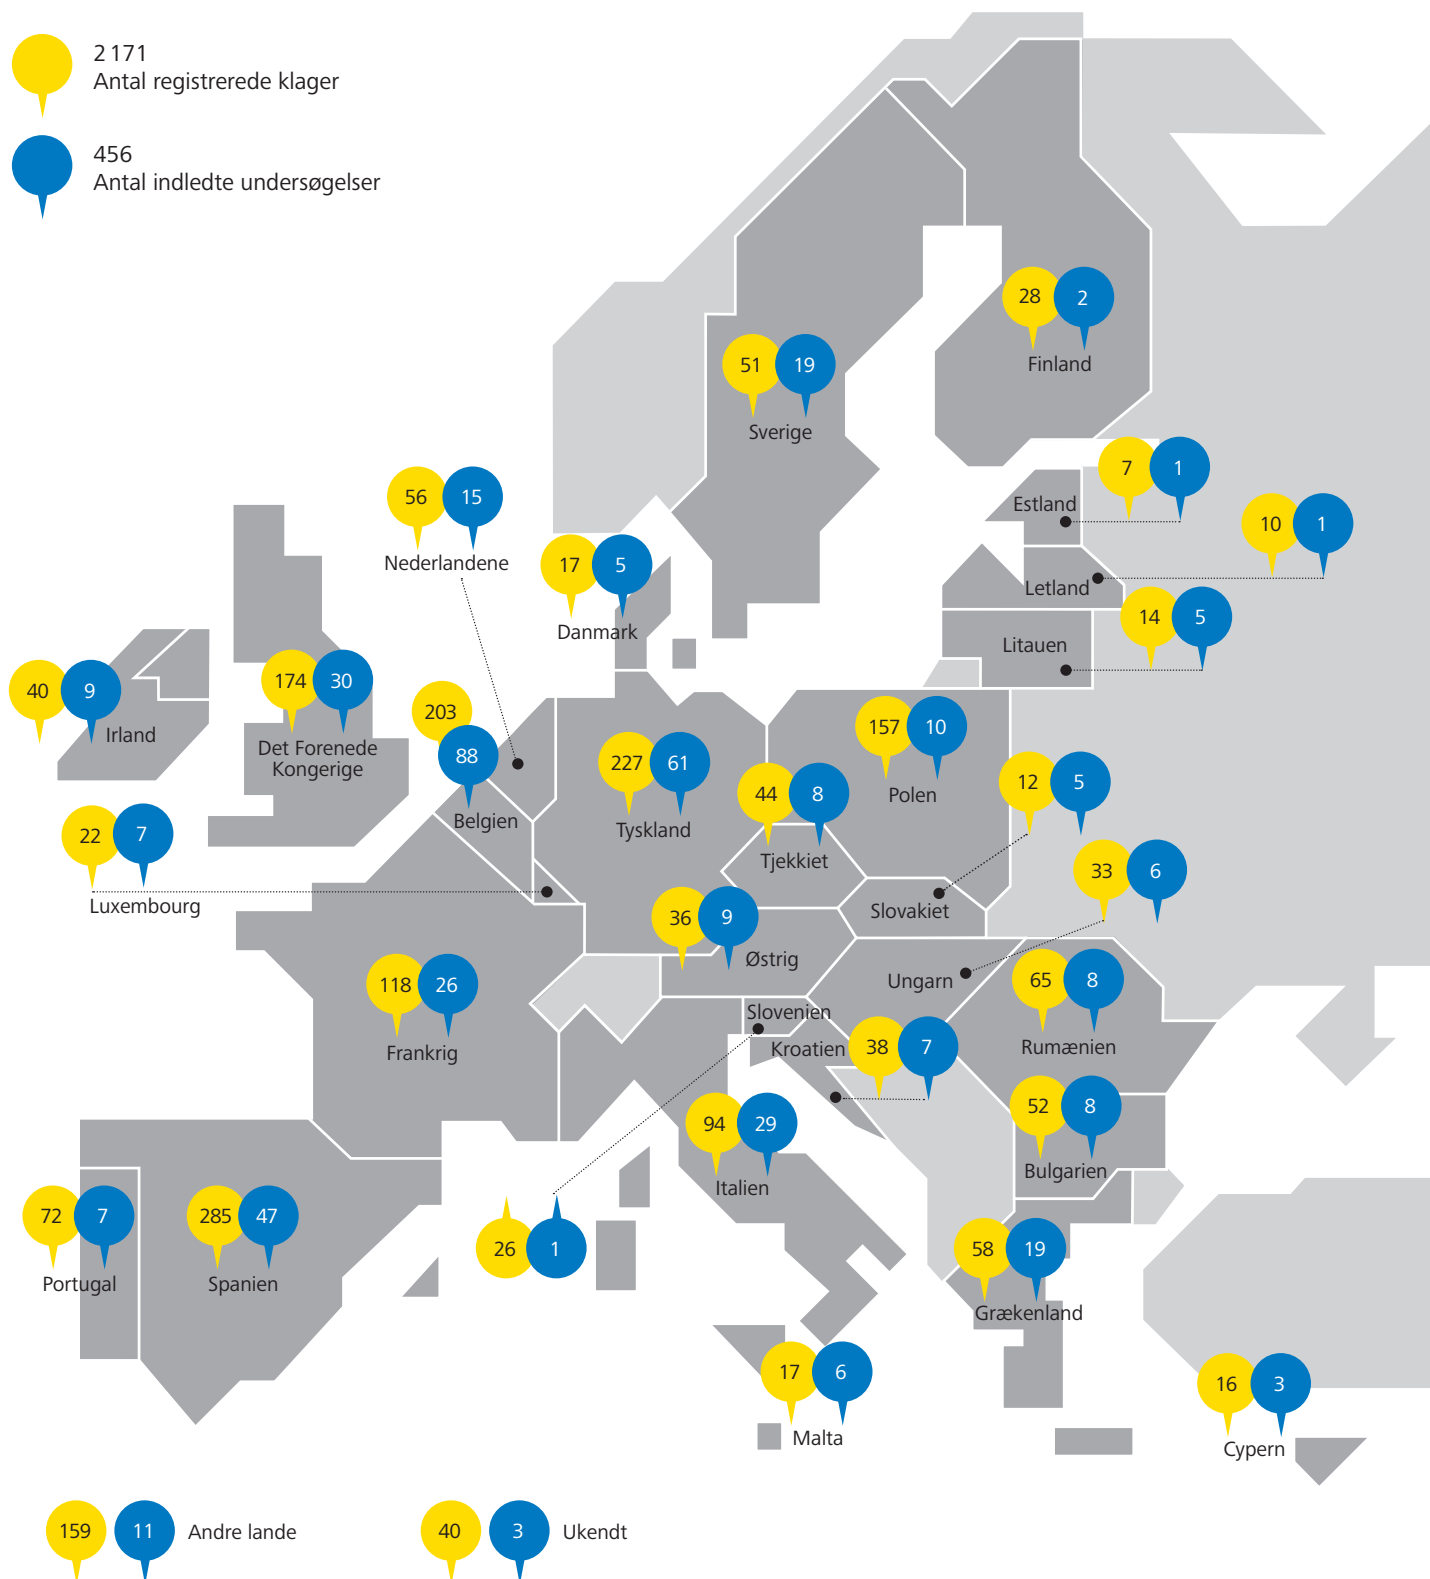 2 171
Antal registrerede klager
456
Antal indledte undersøgelser
28
2
Finland
51
19
Sverige
7
1
Estland
56
15
Nederlandene
10
1
Letland
17
5
Danmark
14
5
Litauen
40
9
Irland
174
30
Det Forenede
Kongerige
203
88
Belgien
227
61
Tyskland
157
10
Polen
44
8
Tjekkiet
12
5
Slovakiet
22
7
Luxembourg
33
6
Ungarn
36
9
Østrig
118
26
Frankrig
65
8
Rumænien
Slovenien
26
1
Kroatien
38
7
94
29
Italien
52
8
Bulgarien
72
7
Portugal
285
47
Spanien
58
19
Grækenland
17
6
Malta
16
3
Cypern
159
11
Andre lande
40
3
Ukendt